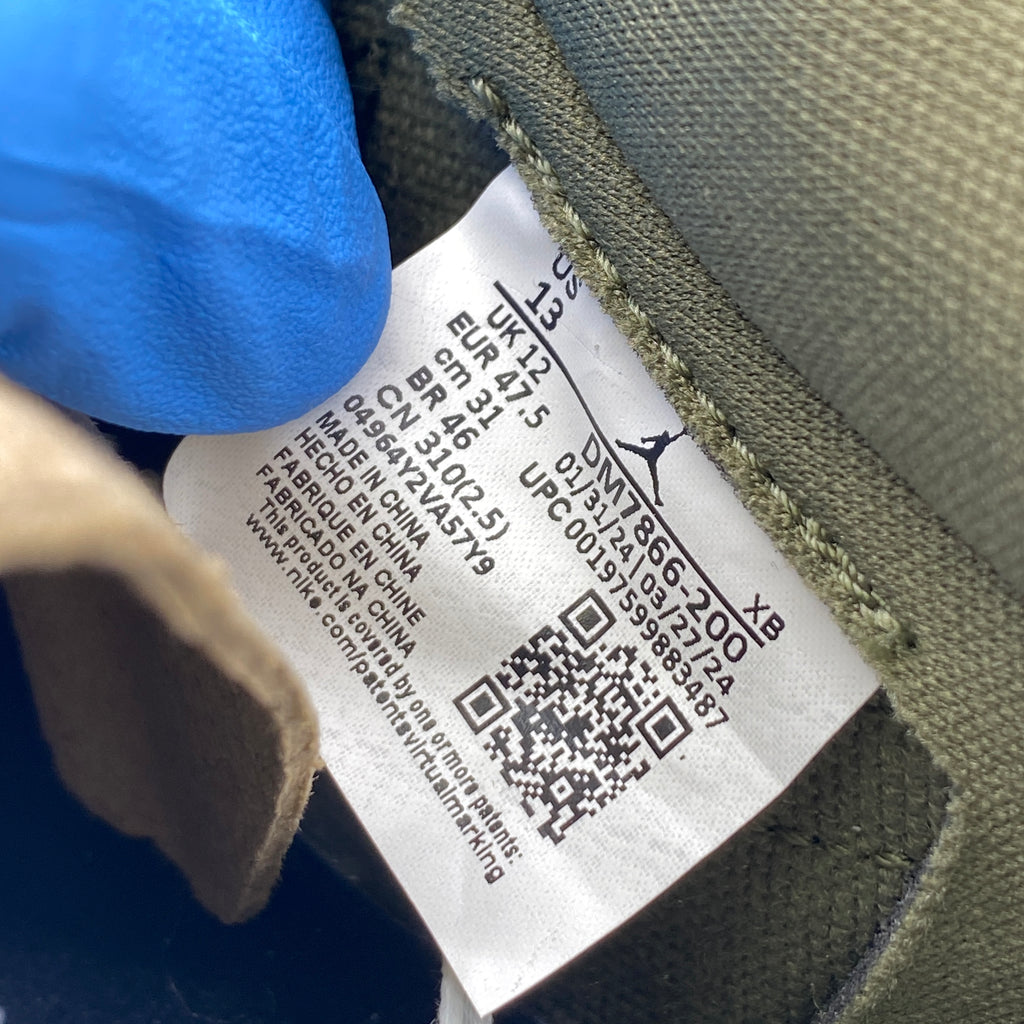 US
13
UK 12
EUR 47.5
cm 31
BR 46
CN 310(2.5)
04964Y2VA57Y9
MADE IN CHINA
HECHO EN CHINA
FABRIQUE EN CHINE
FABRICADO NA CHINA
This product is covered by one or more patents:
www.nike.com/patentsvirtualmarking
XB
DM7866-200
01/31/24 | 03/27/24
UPC 00197599883487